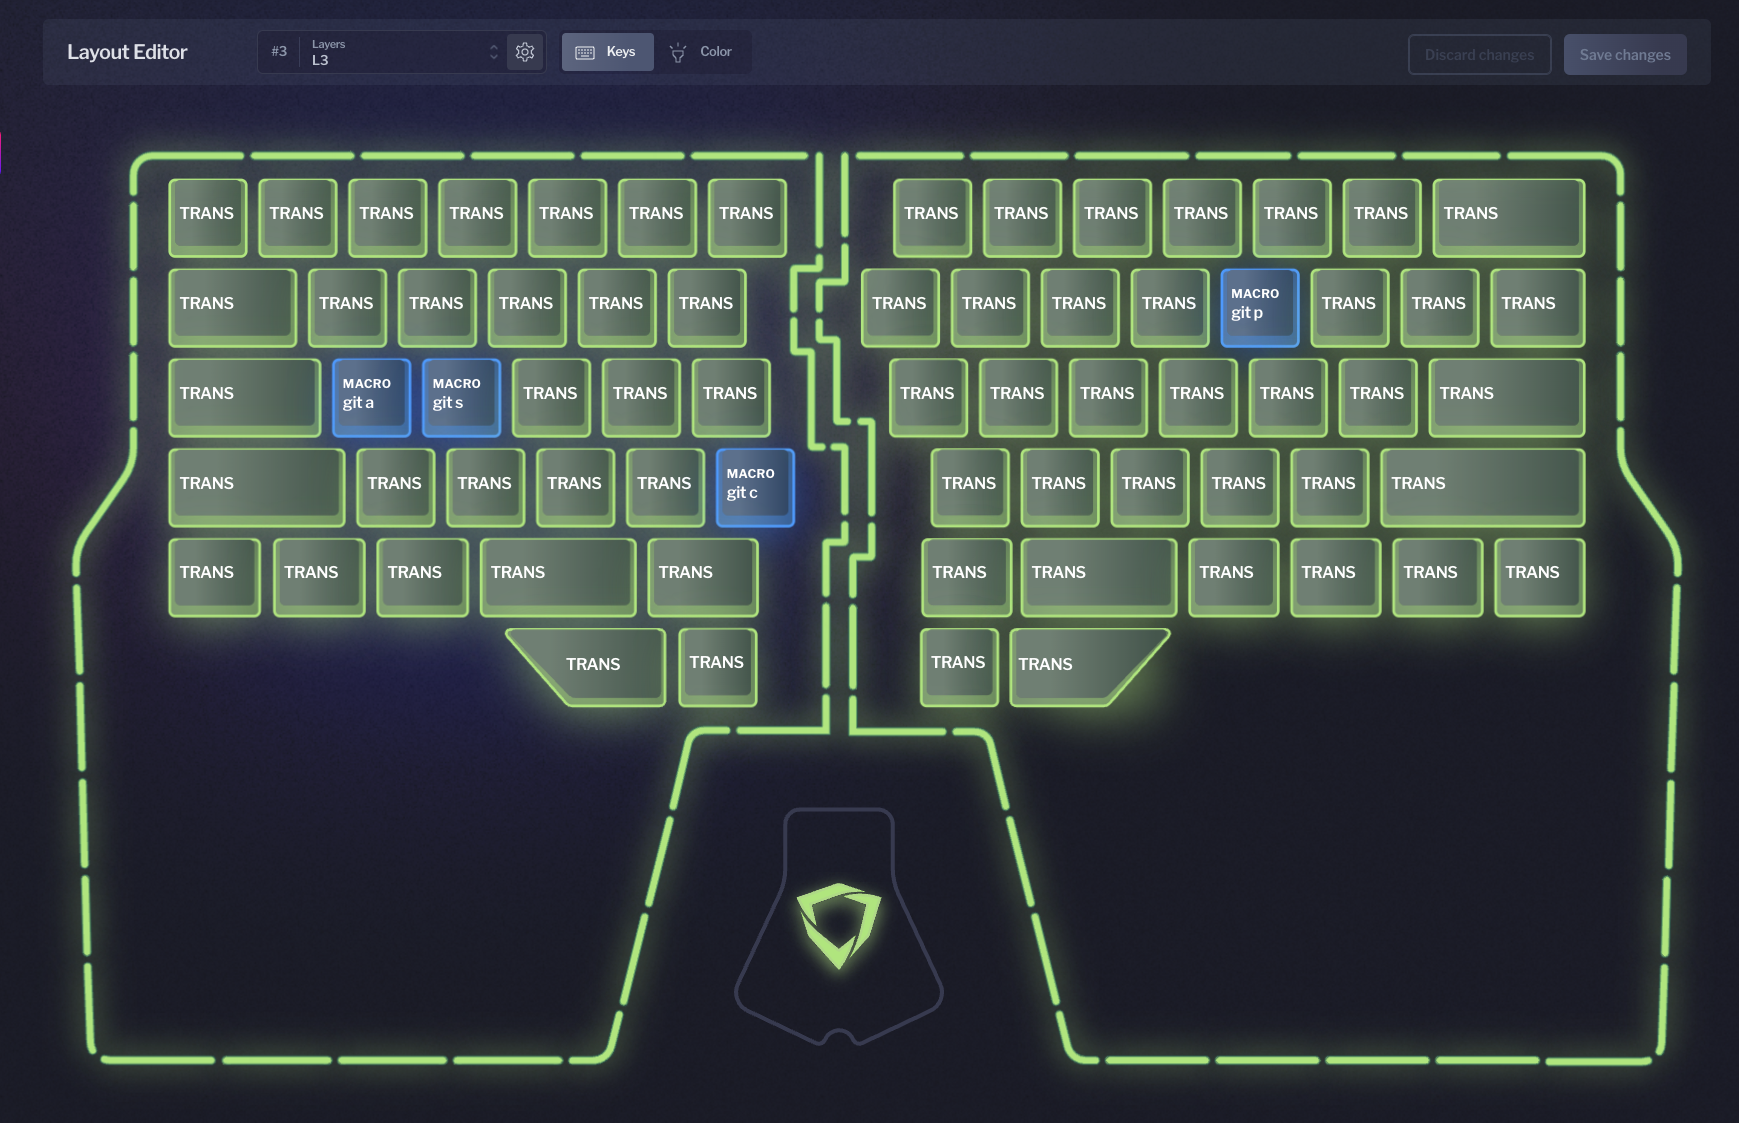 Layout Editor
#3
Layers
L3
Keys
Color
Discard changes
Save changes
TRANS TRANS TRANS TRANS TRANS TRANS TRANS TRANS TRANS TRANS TRANS TRANS TRANS TRANS
TRANS TRANS TRANS TRANS TRANS TRANS TRANS TRANS TRANS TRANS MACRO TRANS TRANS TRANS
git p
TRANS MACRO MACRO TRANS TRANS TRANS TRANS TRANS TRANS TRANS TRANS TRANS TRANS
git a git s
TRANS TRANS TRANS TRANS TRANS MACRO TRANS TRANS TRANS TRANS TRANS TRANS
git c
TRANS TRANS TRANS TRANS TRANS TRANS TRANS TRANS TRANS TRANS TRANS
TRANS TRANS TRANS TRANS